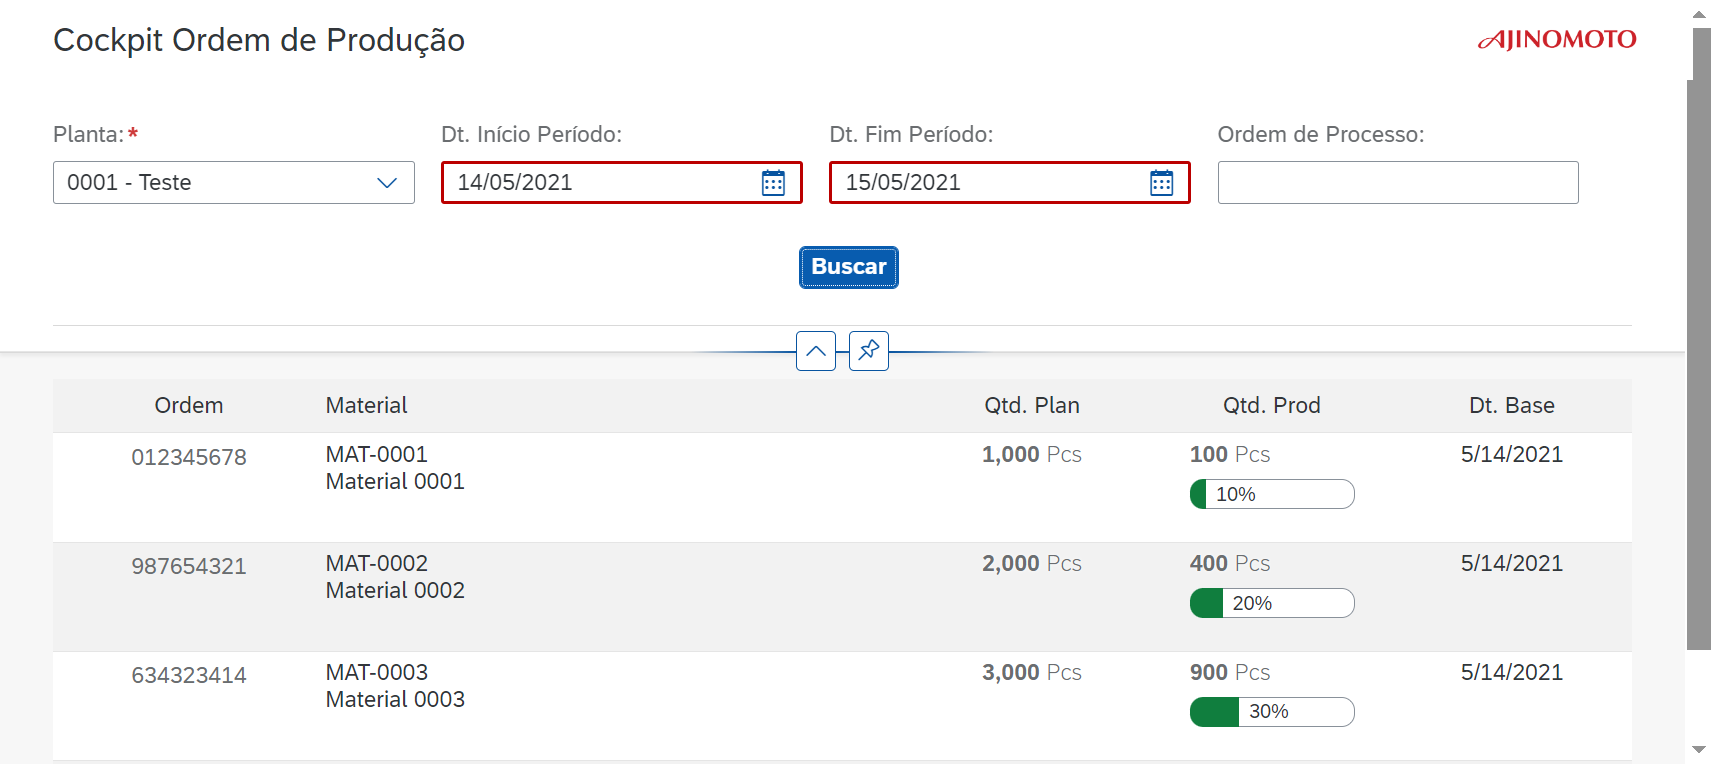 Cockpit Ordem de Produção
AJINOMOTO
Planta:*
Dt. Início Período:
Dt. Fim Período:
Ordem de Processo:
0001 - Teste
14/05/2021
15/05/2021
Buscar
Ordem Material Qtd. Plan Qtd. Prod Dt. Base
012345678 MAT-0001 1,000 Pcs 100 Pcs 5/14/2021
Material 0001
10%
987654321 MAT-0002 2,000 Pcs 400 Pcs 5/14/2021
Material 0002
20%
634323414 MAT-0003 3,000 Pcs 900 Pcs 5/14/2021
Material 0003
30%